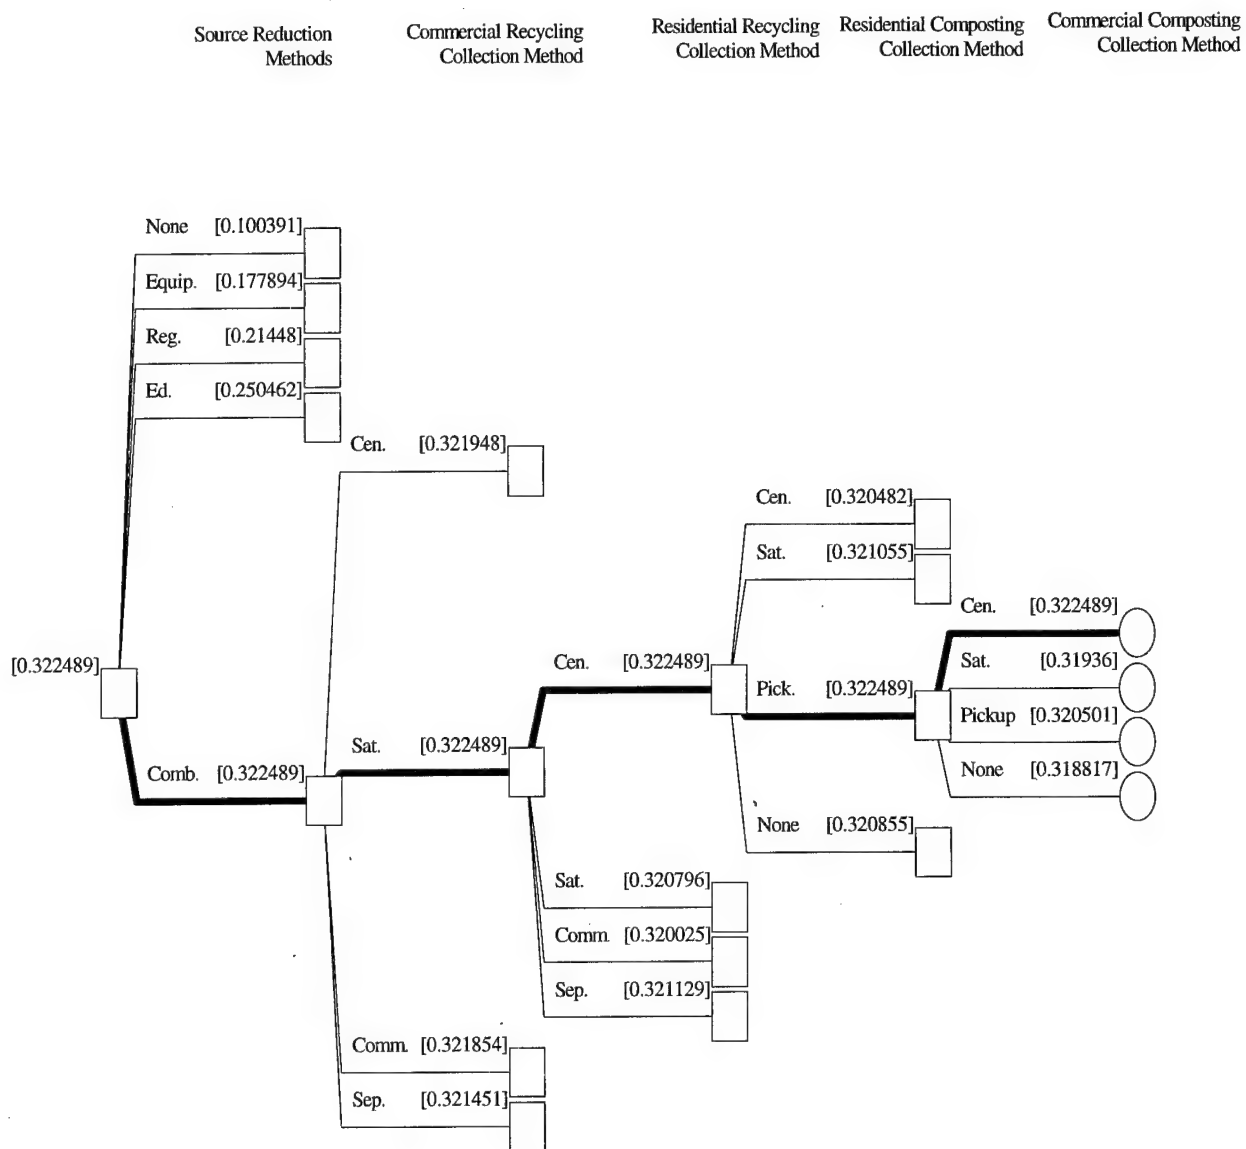 Source Reduction
Methods
Commercial Recycling
Collection Method
Residential Recycling
Collection Method
Residential Composting
Collection Method
Commercial Composting
Collection Method
None [0.100391]
Equip. [0.177894]
Reg. [0.21448]
Ed. [0.250462]
Cen. [0.321948]
Cen. [0.320482]
Sat. [0.321055]
Cen. [0.322489]
[0.322489]
Cen. [0.322489]
Sat. [0.31936]
Pick. [0.322489]
Pickup [0.320501]
Sat. [0.322489]
Comb. [0.322489]
None [0.318817]
None [0.320855]
Sat. [0.320796]
Comm. [0.320025]
Sep. [0.321129]
Comm. [0.321854]
Sep. [0.321451]